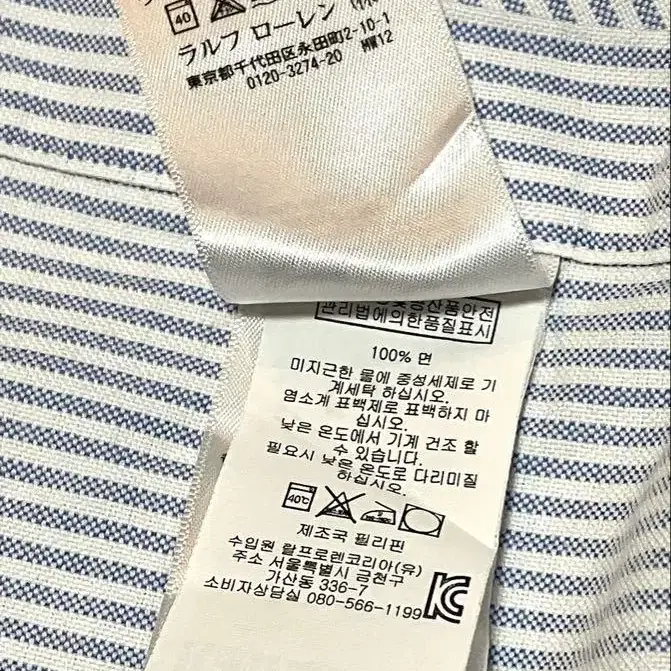 40
ラルフ ローレン
東京都千代田区永田町2-10-1
0120-3274-20 MW12
관리법에의한품질표시
100% 면
미지근한 물에 중성세제로 기
계세탁 하십시오.
염소계 표백제로 표백하지 마
십시오.
낮은 온도에서 기계 건조 할
수 있습니다.
필요시 낮은 온도로 다리미질
하십시오.
40℃
제조국 필리핀
수입원 랄프로렌코리아(유)
주소 서울특별시 금천구
가산동 336-7
소비자상담실 080-566-1199